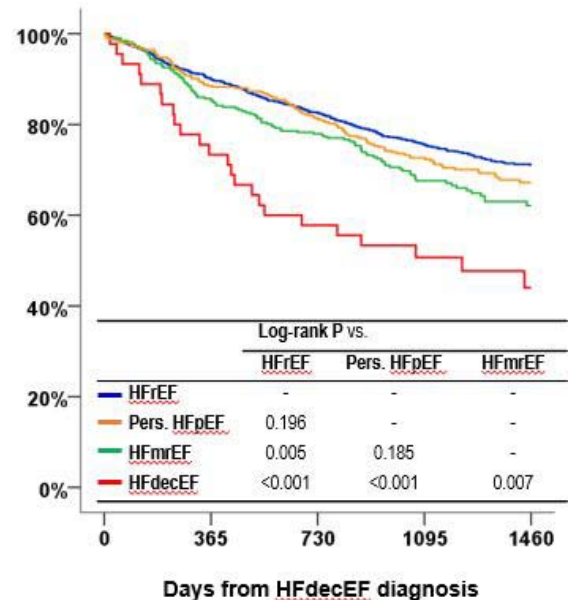 100%
80%
60%
40%
Log-rank P vs.
HFrEF Pers. HFpEF HFmrEF
20% HFrEF - - -
Pers. HFpEF 0.196 - -
HFmrEF 0.005 0.185 -
0% HFdecEF <0.001 <0.001 0.007
0 365 730 1095 1460
Days from HFdecEF diagnosis